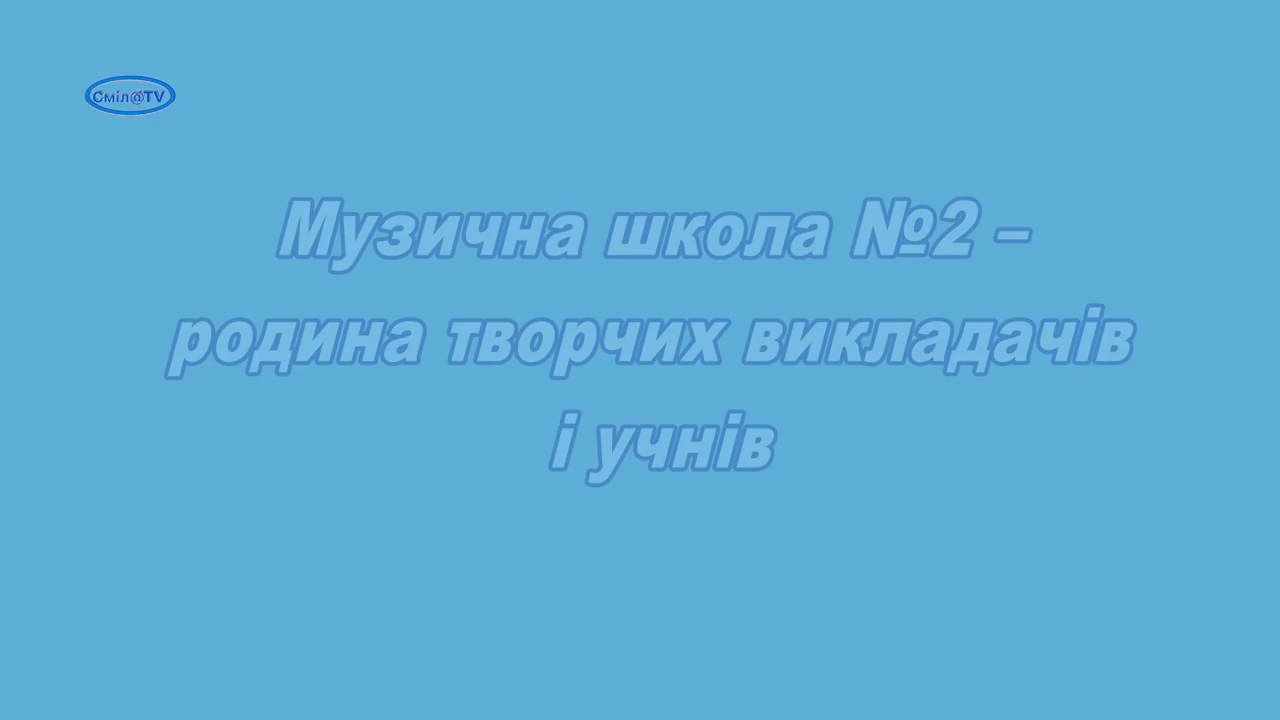 Сміл@TV
Музична школа №2 –
родина творчих викладачів
і учнів